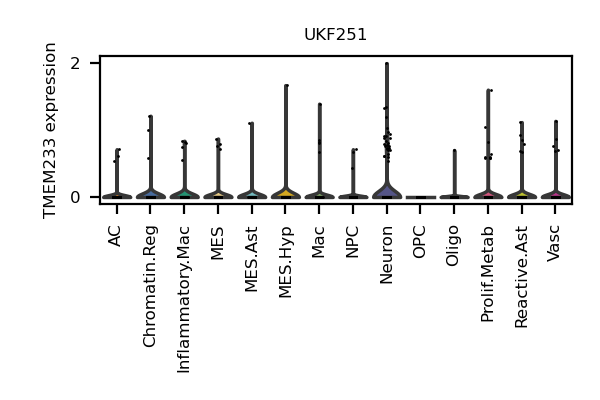 UKF251
TMEM233 expression
2
0
AC
Chromatin.Reg
Inflammatory.Mac
MES
MES.Ast
MES.Hyp
Mac
NPC
Neuron
OPC
Oligo
Prolif.Metab
Reactive.Ast
Vasc